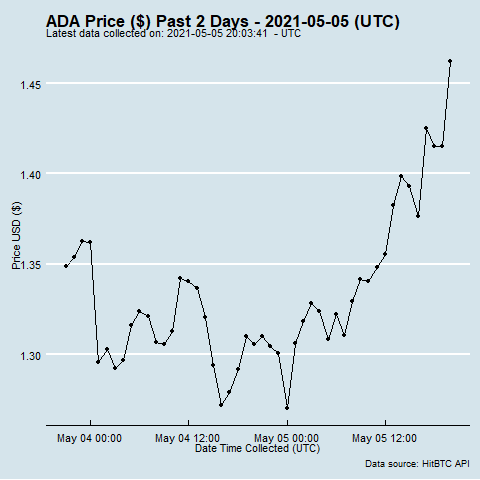 ADA Price ($) Past 2 Days - 2021-05-05 (UTC)
Latest data collected on: 2021-05-05 20:03:41 - UTC
1.45
1.40
1.35
1.30
Price USD ($)
May 04 00:00 May 04 12:00 May 05 00:00 May 05 12:00
Date Time Collected (UTC)
Data source: HitBTC API